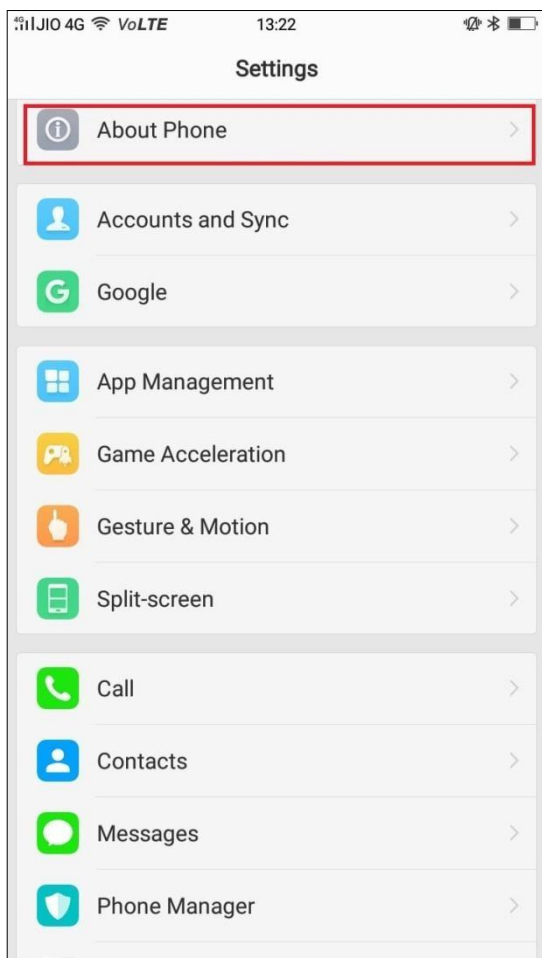 4G JIO 4G VoLTE 13:22
Settings
About Phone
Accounts and Sync
G Google
App Management
Game Acceleration
Gesture & Motion
Split-screen
Call
Contacts
Messages
Phone Manager